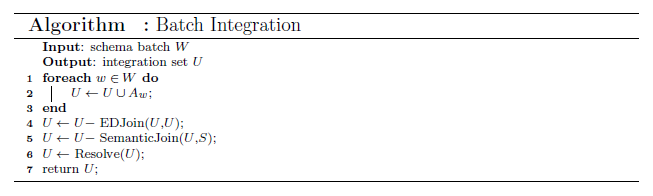 Algorithm : Batch Integration
Input: schema batch W
Output: integration set U
1 foreach w ∈ W do
2 U ← U ∪ A_w;
3 end
4 U ← U− EDJoin(U,U);
5 U ← U− SemanticJoin(U,S);
6 U ← Resolve(U);
7 return U;